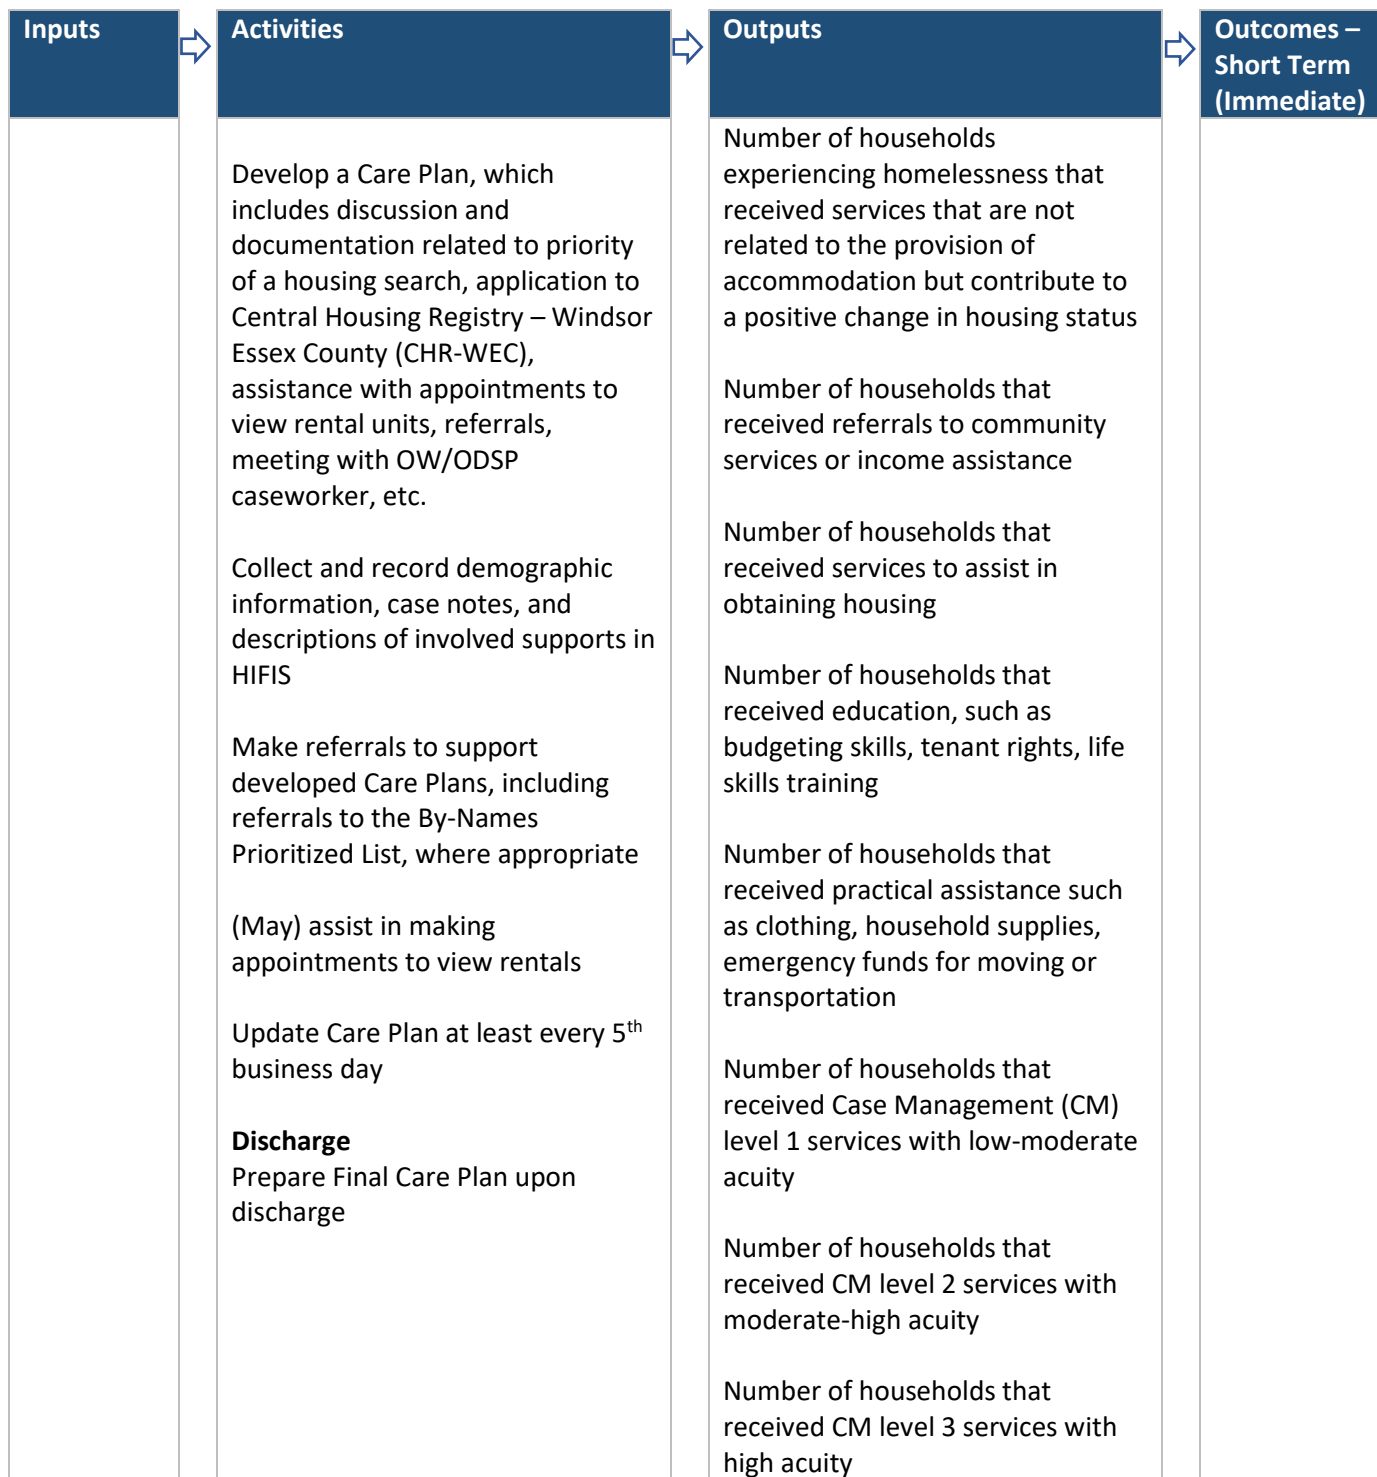 Inputs
Activities
Outputs
Outcomes –
Short Term
(Immediate)
Develop a Care Plan, which
includes discussion and
documentation related to priority
of a housing search, application to
Central Housing Registry – Windsor
Essex County (CHR-WEC),
assistance with appointments to
view rental units, referrals,
meeting with OW/ODSP
caseworker, etc.
Collect and record demographic
information, case notes, and
descriptions of involved supports in
HIFIS
Make referrals to support
developed Care Plans, including
referrals to the By-Names
Prioritized List, where appropriate
(May) assist in making
appointments to view rentals
Update Care Plan at least every 5th
business day
Discharge
Prepare Final Care Plan upon
discharge
Number of households
experiencing homelessness that
received services that are not
related to the provision of
accommodation but contribute to
a positive change in housing status
Number of households that
received referrals to community
services or income assistance
Number of households that
received services to assist in
obtaining housing
Number of households that
received education, such as
budgeting skills, tenant rights, life
skills training
Number of households that
received practical assistance such
as clothing, household supplies,
emergency funds for moving or
transportation
Number of households that
received Case Management (CM)
level 1 services with low-moderate
acuity
Number of households that
received CM level 2 services with
moderate-high acuity
Number of households that
received CM level 3 services with
high acuity